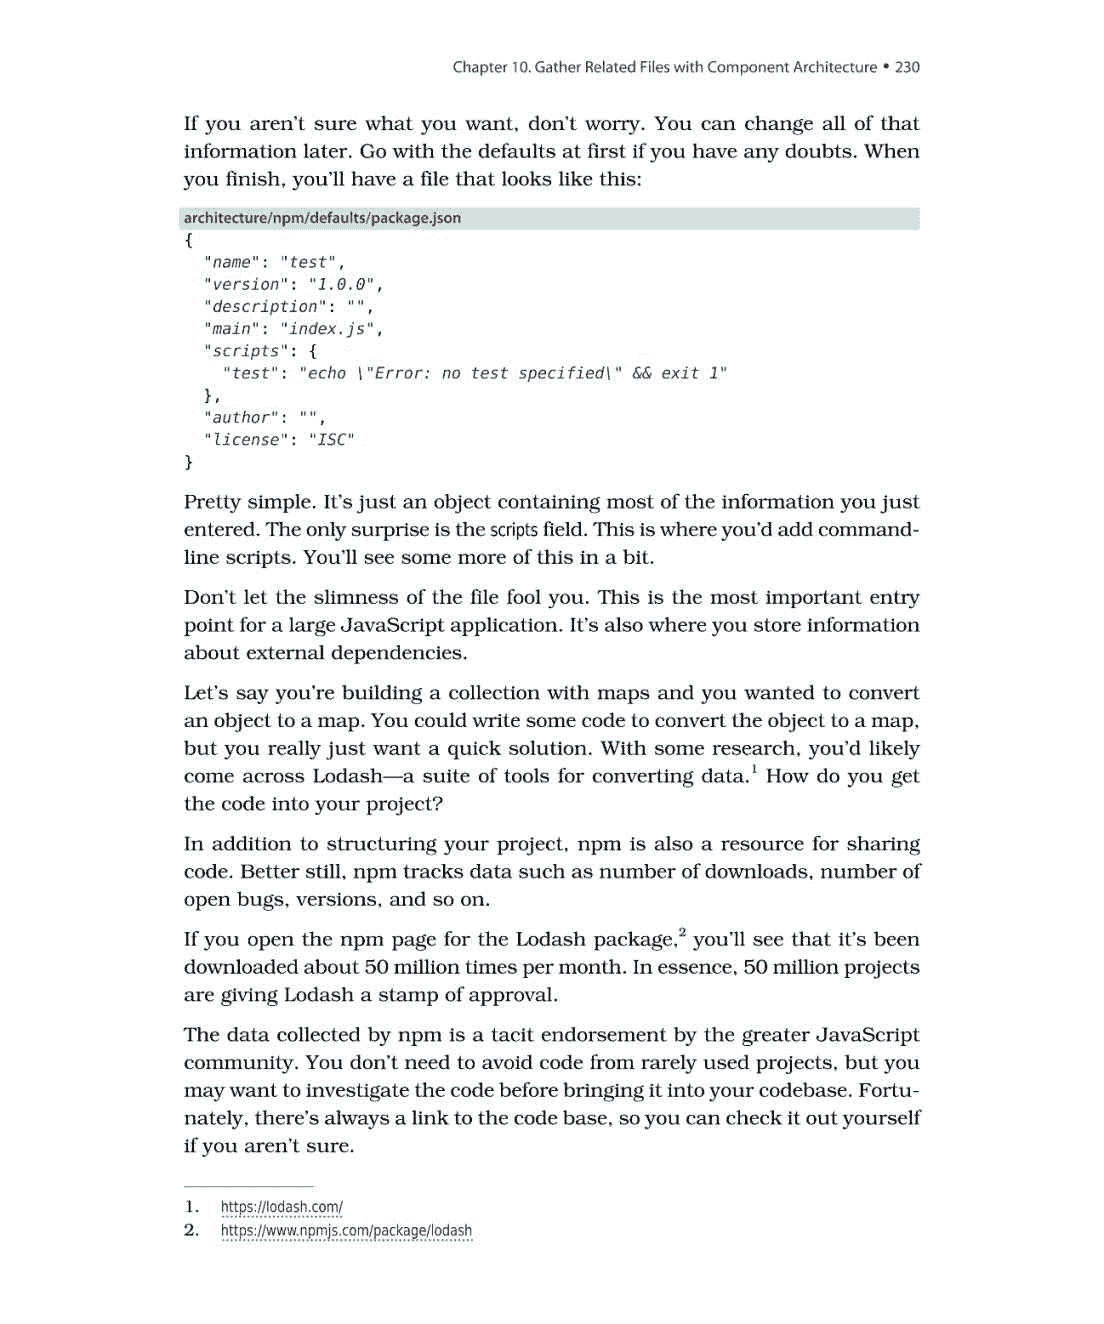 Chapter 10. Gather Related Files with Component Architecture • 230
If you aren't sure what you want, don't worry. You can change all of that
information later. Go with the defaults at first if you have any doubts. When
you finish, you'll have a file that looks like this:
architecture/npm/defaults/package.json
{
  "name": "test",
  "version": "1.0.0",
  "description": "",
  "main": "index.js",
  "scripts": {
    "test": "echo \"Error: no test specified\" && exit 1"
  },
  "author": "",
  "license": "ISC"
}
Pretty simple. It's just an object containing most of the information you just
entered. The only surprise is the scripts field. This is where you'd add command-
line scripts. You'll see some more of this in a bit.
Don't let the slimness of the file fool you. This is the most important entry
point for a large JavaScript application. It's also where you store information
about external dependencies.
Let's say you're building a collection with maps and you wanted to convert
an object to a map. You could write some code to convert the object to a map,
but you really just want a quick solution. With some research, you'd likely
come across Lodash—a suite of tools for converting data.1 How do you get
the code into your project?
In addition to structuring your project, npm is also a resource for sharing
code. Better still, npm tracks data such as number of downloads, number of
open bugs, versions, and so on.
If you open the npm page for the Lodash package,2 you'll see that it's been
downloaded about 50 million times per month. In essence, 50 million projects
are giving Lodash a stamp of approval.
The data collected by npm is a tacit endorsement by the greater JavaScript
community. You don't need to avoid code from rarely used projects, but you
may want to investigate the code before bringing it into your codebase. Fortu-
nately, there's always a link to the code base, so you can check it out yourself
if you aren't sure.
1. https://lodash.com/
2. https://www.npmjs.com/package/lodash